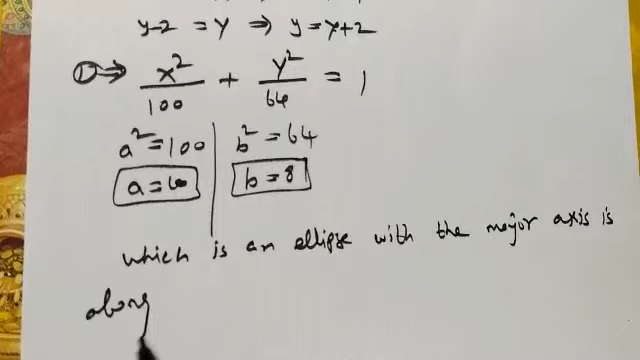 y-2 = Y ⇒ y = Y+2
① ⇒ x²/100 + Y²/64 = 1
a² = 100 | b² = 64
a = 10 | b = 8
which is an ellipse with the major axis is
along